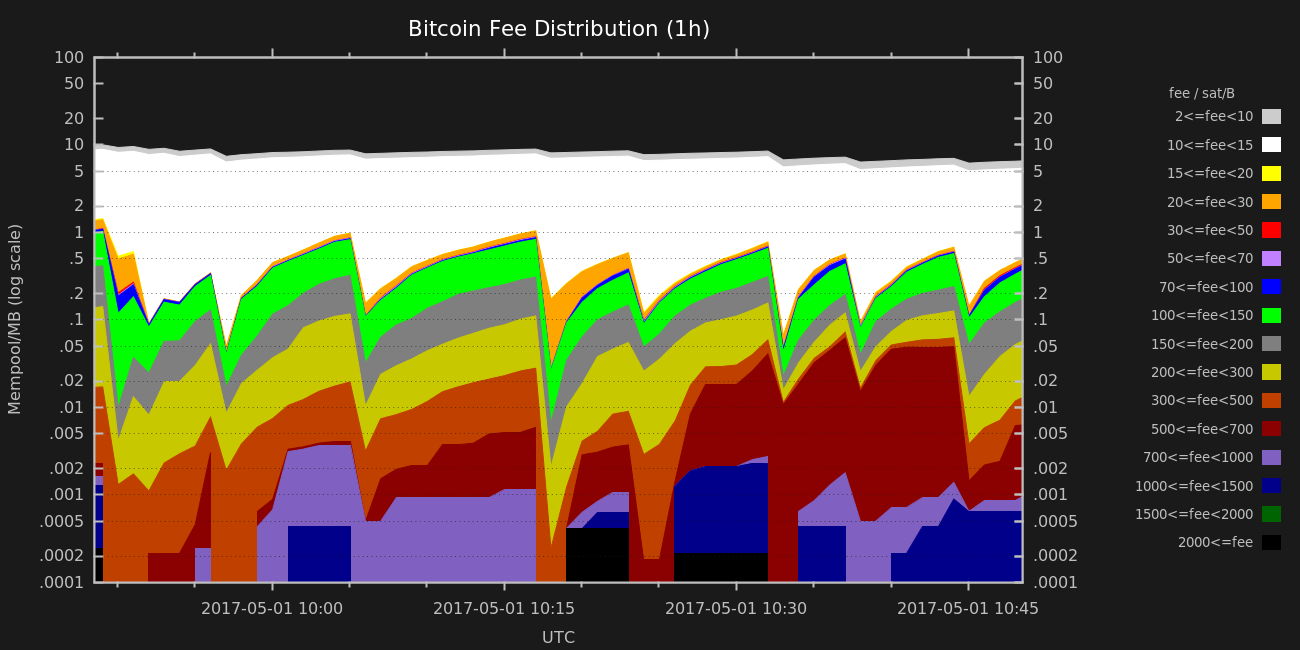 Bitcoin Fee Distribution (1h)
Mempool/MB (log scale)
100
50
20
10
5
2
1
.5
.2
.1
.05
.02
.01
.005
.002
.001
.0005
.0002
.0001
100
50
20
10
5
2
1
.5
.2
.1
.05
.02
.01
.005
.002
.001
.0005
.0002
.0001
2017-05-01 10:00
2017-05-01 10:15
2017-05-01 10:30
2017-05-01 10:45
UTC
fee / sat/B
2<=fee<10
10<=fee<15
15<=fee<20
20<=fee<30
30<=fee<50
50<=fee<70
70<=fee<100
100<=fee<150
150<=fee<200
200<=fee<300
300<=fee<500
500<=fee<700
700<=fee<1000
1000<=fee<1500
1500<=fee<2000
2000<=fee